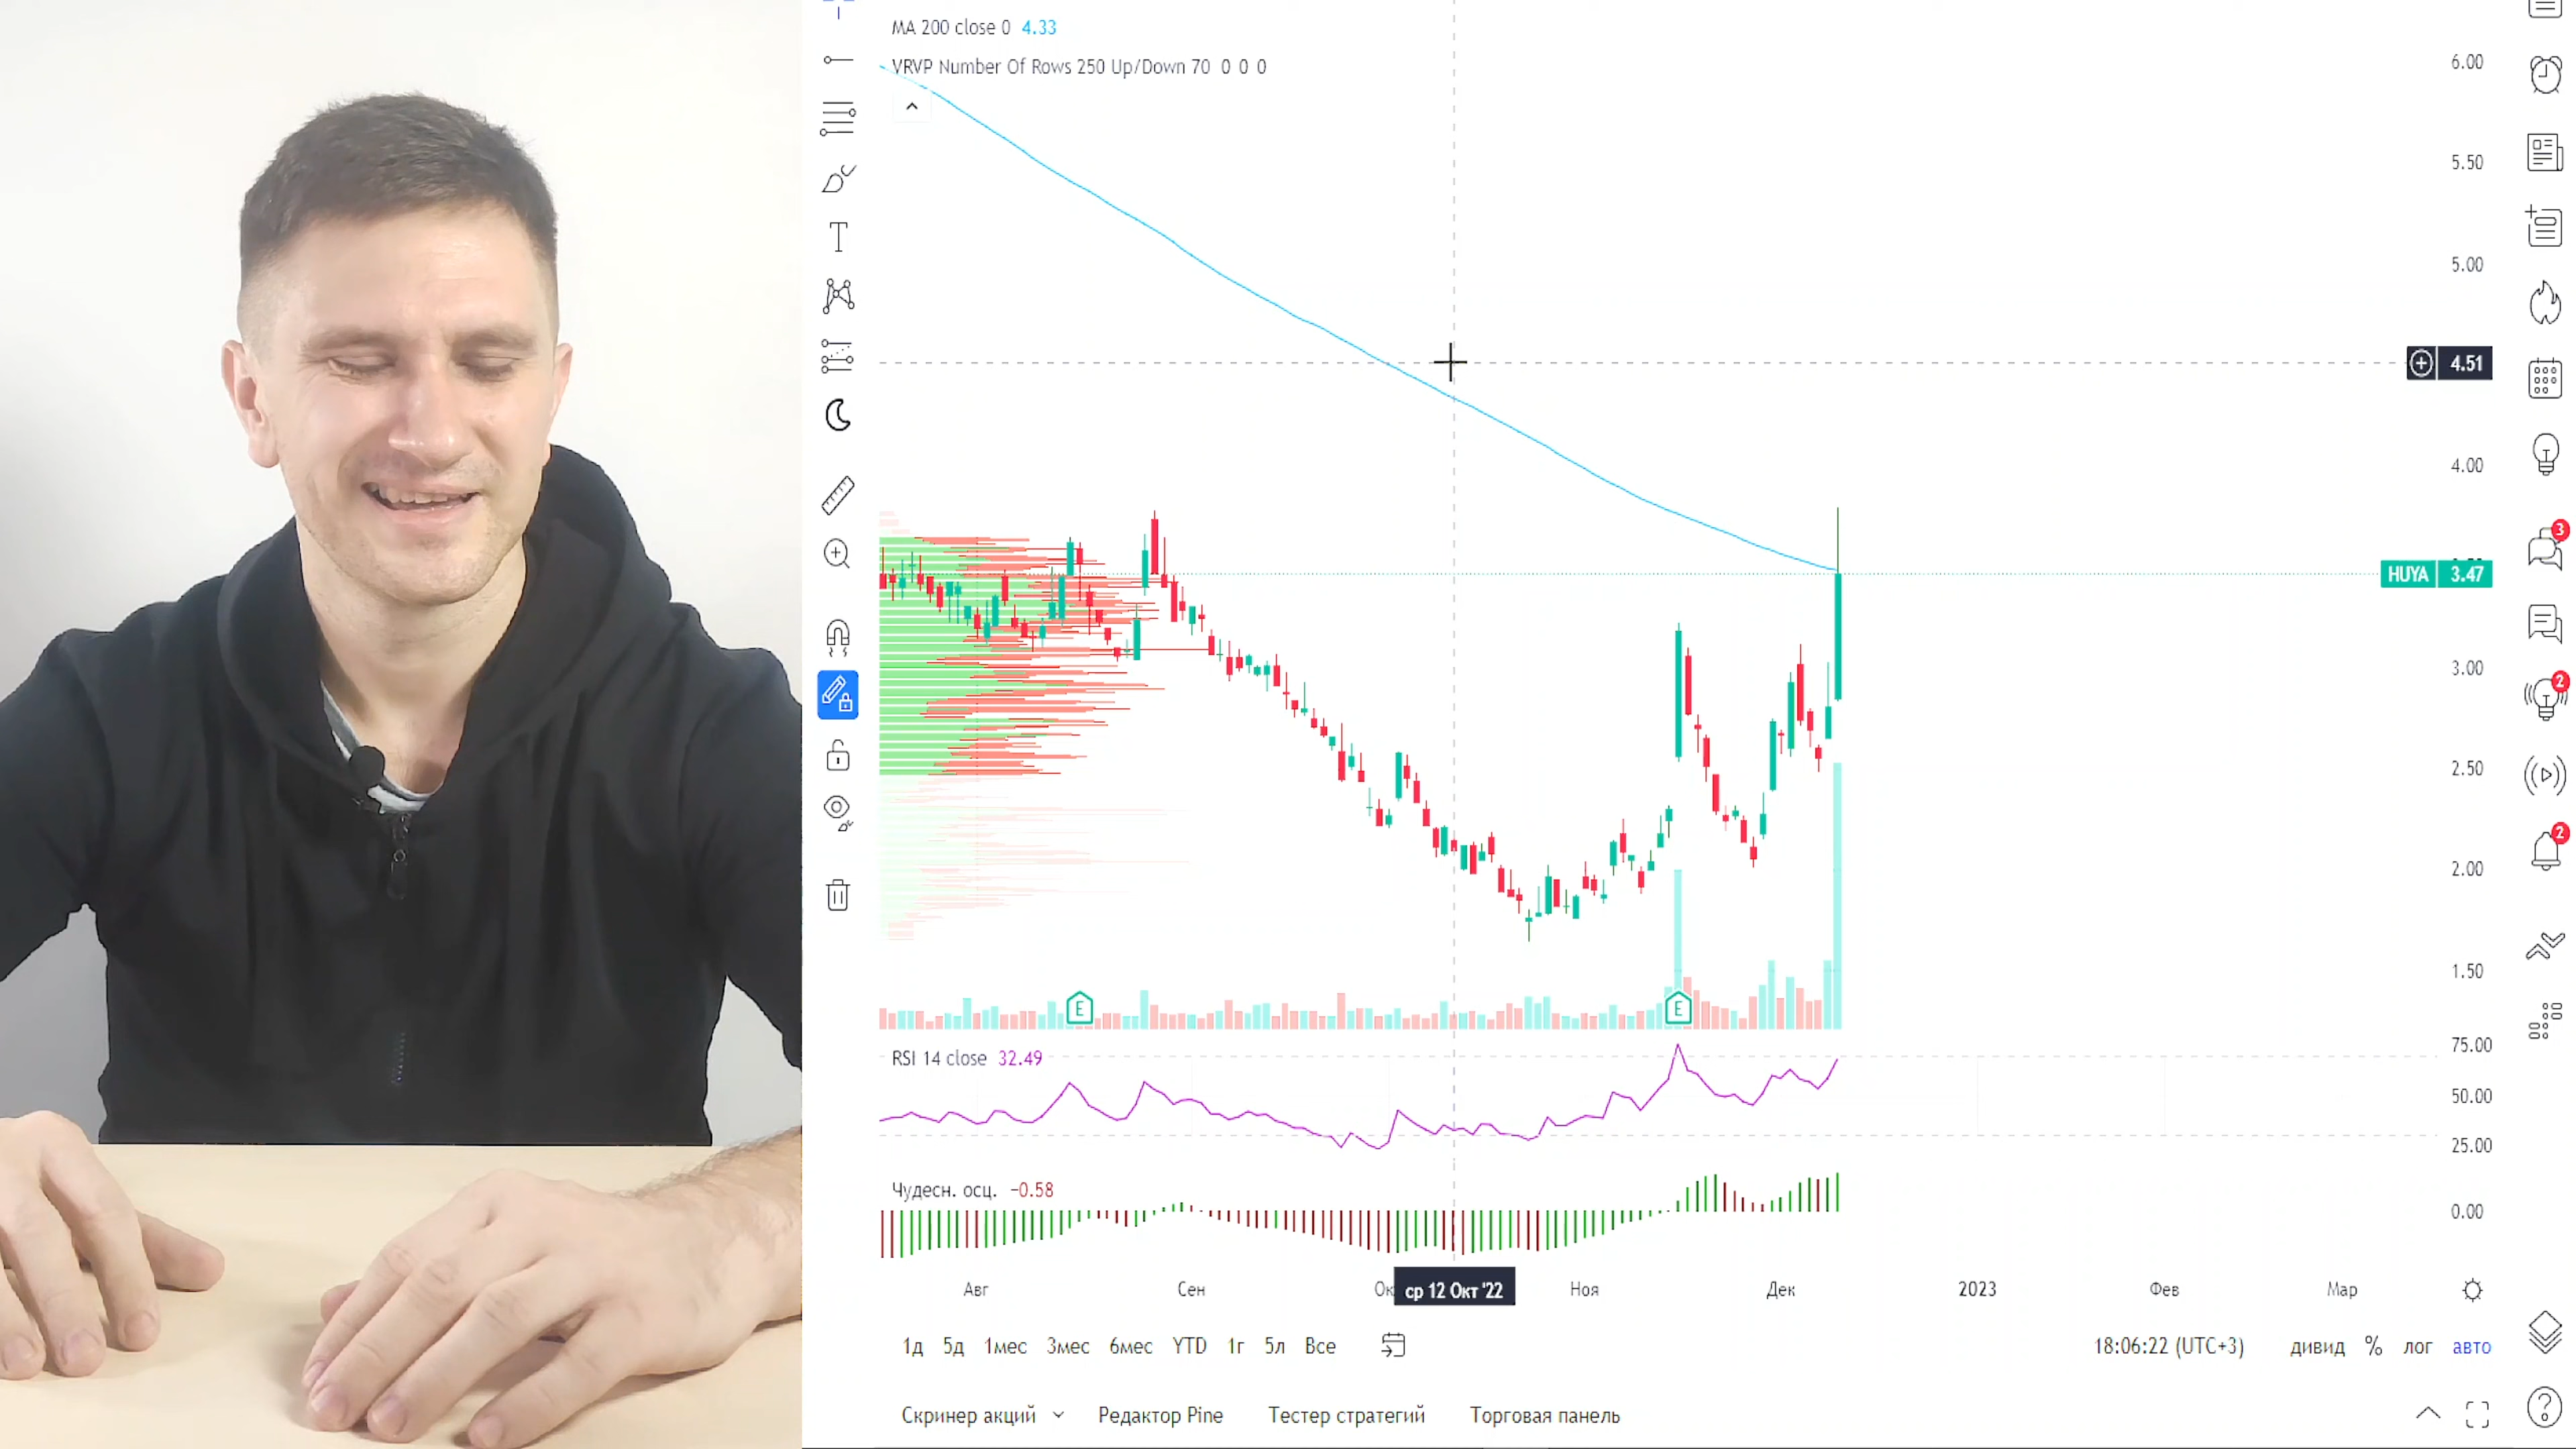 MA 200 close 0 4.33
VRVP Number Of Rows 250 Up/Down 70 0 0 0
6.00
5.50
5.00
4.51
4.00
HUYA 3.47
3.00
2.50
2.00
1.50
E
E
3
2
2
RSI 14 close 32.49
75.00
50.00
25.00
Чудесн. осц. −0.58
0.00
Авг Сен Ок ср 12 Окт '22 Ноя Дек 2023 Фев Мар
1д 5д 1мес 3мес 6мес YTD 1г 5л Все 18:06:22 (UTC+3) дивид % лог авто
Скринер акций Редактор Pine Тестер стратегий Торговая панель